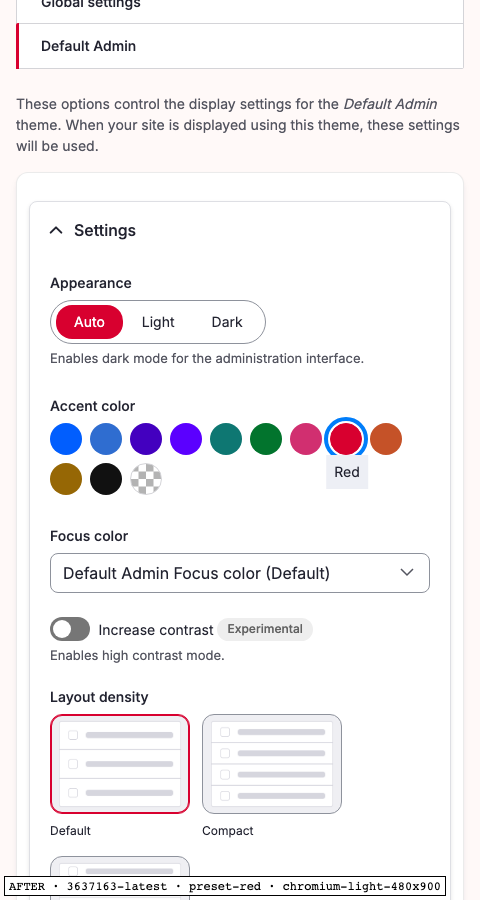 Global settings
Default Admin
These options control the display settings for the Default Admin
theme. When your site is displayed using this theme, these settings
will be used.
Settings
Appearance
Auto
Light
Dark
Enables dark mode for the administration interface.
Accent color
Red
Focus color
Default Admin Focus color (Default)
Increase contrast
Experimental
Enables high contrast mode.
Layout density
Default
Compact
AFTER · 3637163-latest · preset-red · chromium-light-480x900